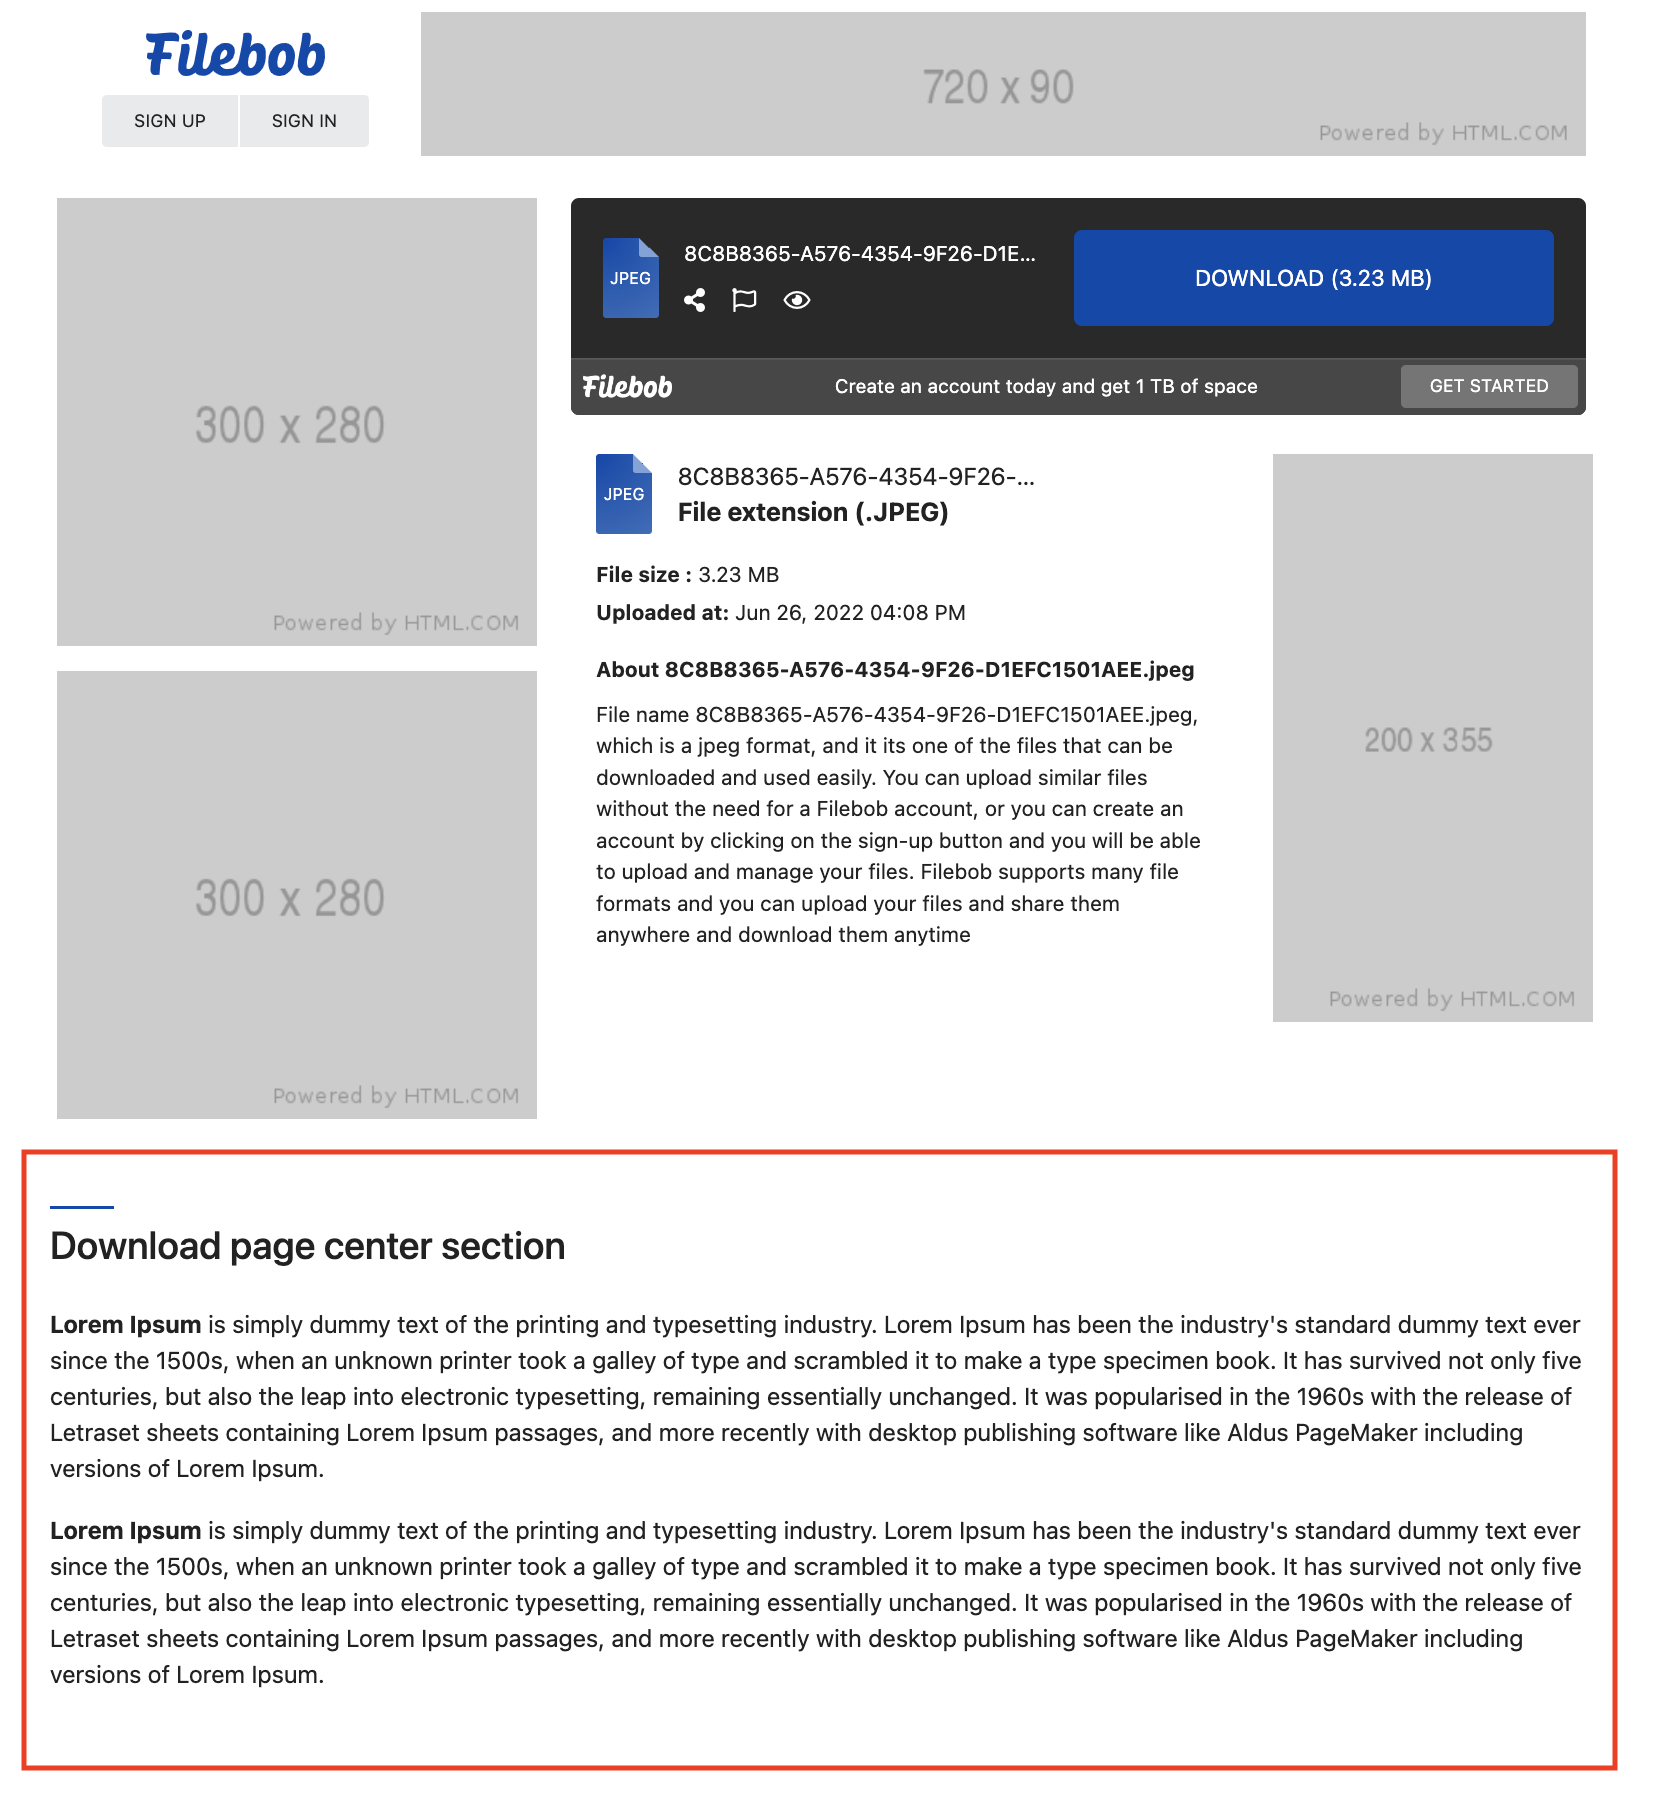 Filebob
SIGN UP
SIGN IN
720 x 90
Powered by HTML.COM
300 x 280
Powered by HTML.COM
300 x 280
Powered by HTML.COM
JPEG
8C8B8365-A576-4354-9F26-D1E...
DOWNLOAD (3.23 MB)
Filebob
Create an account today and get 1 TB of space
GET STARTED
JPEG
8C8B8365-A576-4354-9F26-...
File extension (.JPEG)
File size : 3.23 MB
Uploaded at: Jun 26, 2022 04:08 PM
About 8C8B8365-A576-4354-9F26-D1EFC1501AEE.jpeg
File name 8C8B8365-A576-4354-9F26-D1EFC1501AEE.jpeg,
which is a jpeg format, and it its one of the files that can be
downloaded and used easily. You can upload similar files
without the need for a Filebob account, or you can create an
account by clicking on the sign-up button and you will be able
to upload and manage your files. Filebob supports many file
formats and you can upload your files and share them
anywhere and download them anytime
200 x 355
Powered by HTML.COM
Download page center section
Lorem Ipsum is simply dummy text of the printing and typesetting industry. Lorem Ipsum has been the industry's standard dummy text ever
since the 1500s, when an unknown printer took a galley of type and scrambled it to make a type specimen book. It has survived not only five
centuries, but also the leap into electronic typesetting, remaining essentially unchanged. It was popularised in the 1960s with the release of
Letraset sheets containing Lorem Ipsum passages, and more recently with desktop publishing software like Aldus PageMaker including
versions of Lorem Ipsum.
Lorem Ipsum is simply dummy text of the printing and typesetting industry. Lorem Ipsum has been the industry's standard dummy text ever
since the 1500s, when an unknown printer took a galley of type and scrambled it to make a type specimen book. It has survived not only five
centuries, but also the leap into electronic typesetting, remaining essentially unchanged. It was popularised in the 1960s with the release of
Letraset sheets containing Lorem Ipsum passages, and more recently with desktop publishing software like Aldus PageMaker including
versions of Lorem Ipsum.